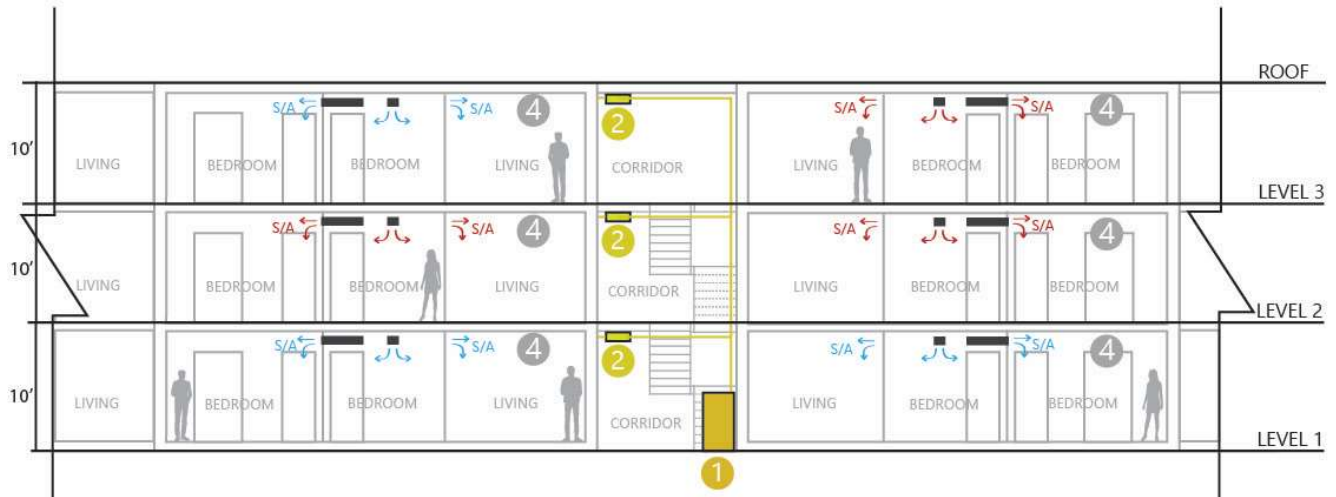 ROOF
S/A S/A 4 2 S/A S/A 4
10' LIVING BEDROOM BEDROOM LIVING CORRIDOR LIVING BEDROOM BEDROOM
LEVEL 3
S/A S/A 4 2 S/A S/A 4
10' LIVING BEDROOM BEDROOM LIVING CORRIDOR LIVING BEDROOM BEDROOM
LEVEL 2
S/A S/A 4 2 S/A S/A 4
10' LIVING BEDROOM BEDROOM LIVING CORRIDOR LIVING BEDROOM BEDROOM
LEVEL 1
1